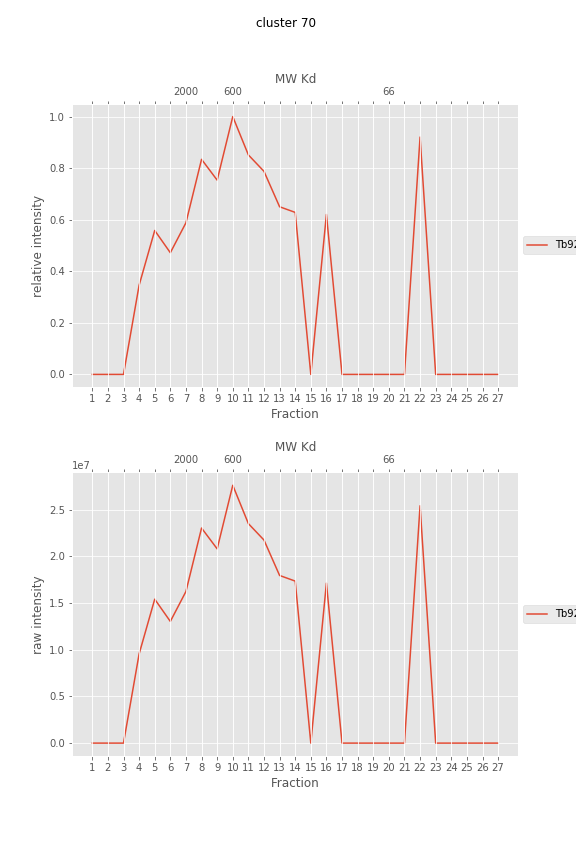 cluster 70
MW Kd
2000 600 66
1.0
0.8
0.6
0.4
0.2
0.0
relative intensity
Tb92
1 2 3 4 5 6 7 8 9 10 11 12 13 14 15 16 17 18 19 20 21 22 23 24 25 26 27
Fraction
MW Kd
2000 600 66
1e7
2.5
2.0
1.5
1.0
0.5
0.0
raw intensity
Tb92
1 2 3 4 5 6 7 8 9 10 11 12 13 14 15 16 17 18 19 20 21 22 23 24 25 26 27
Fraction